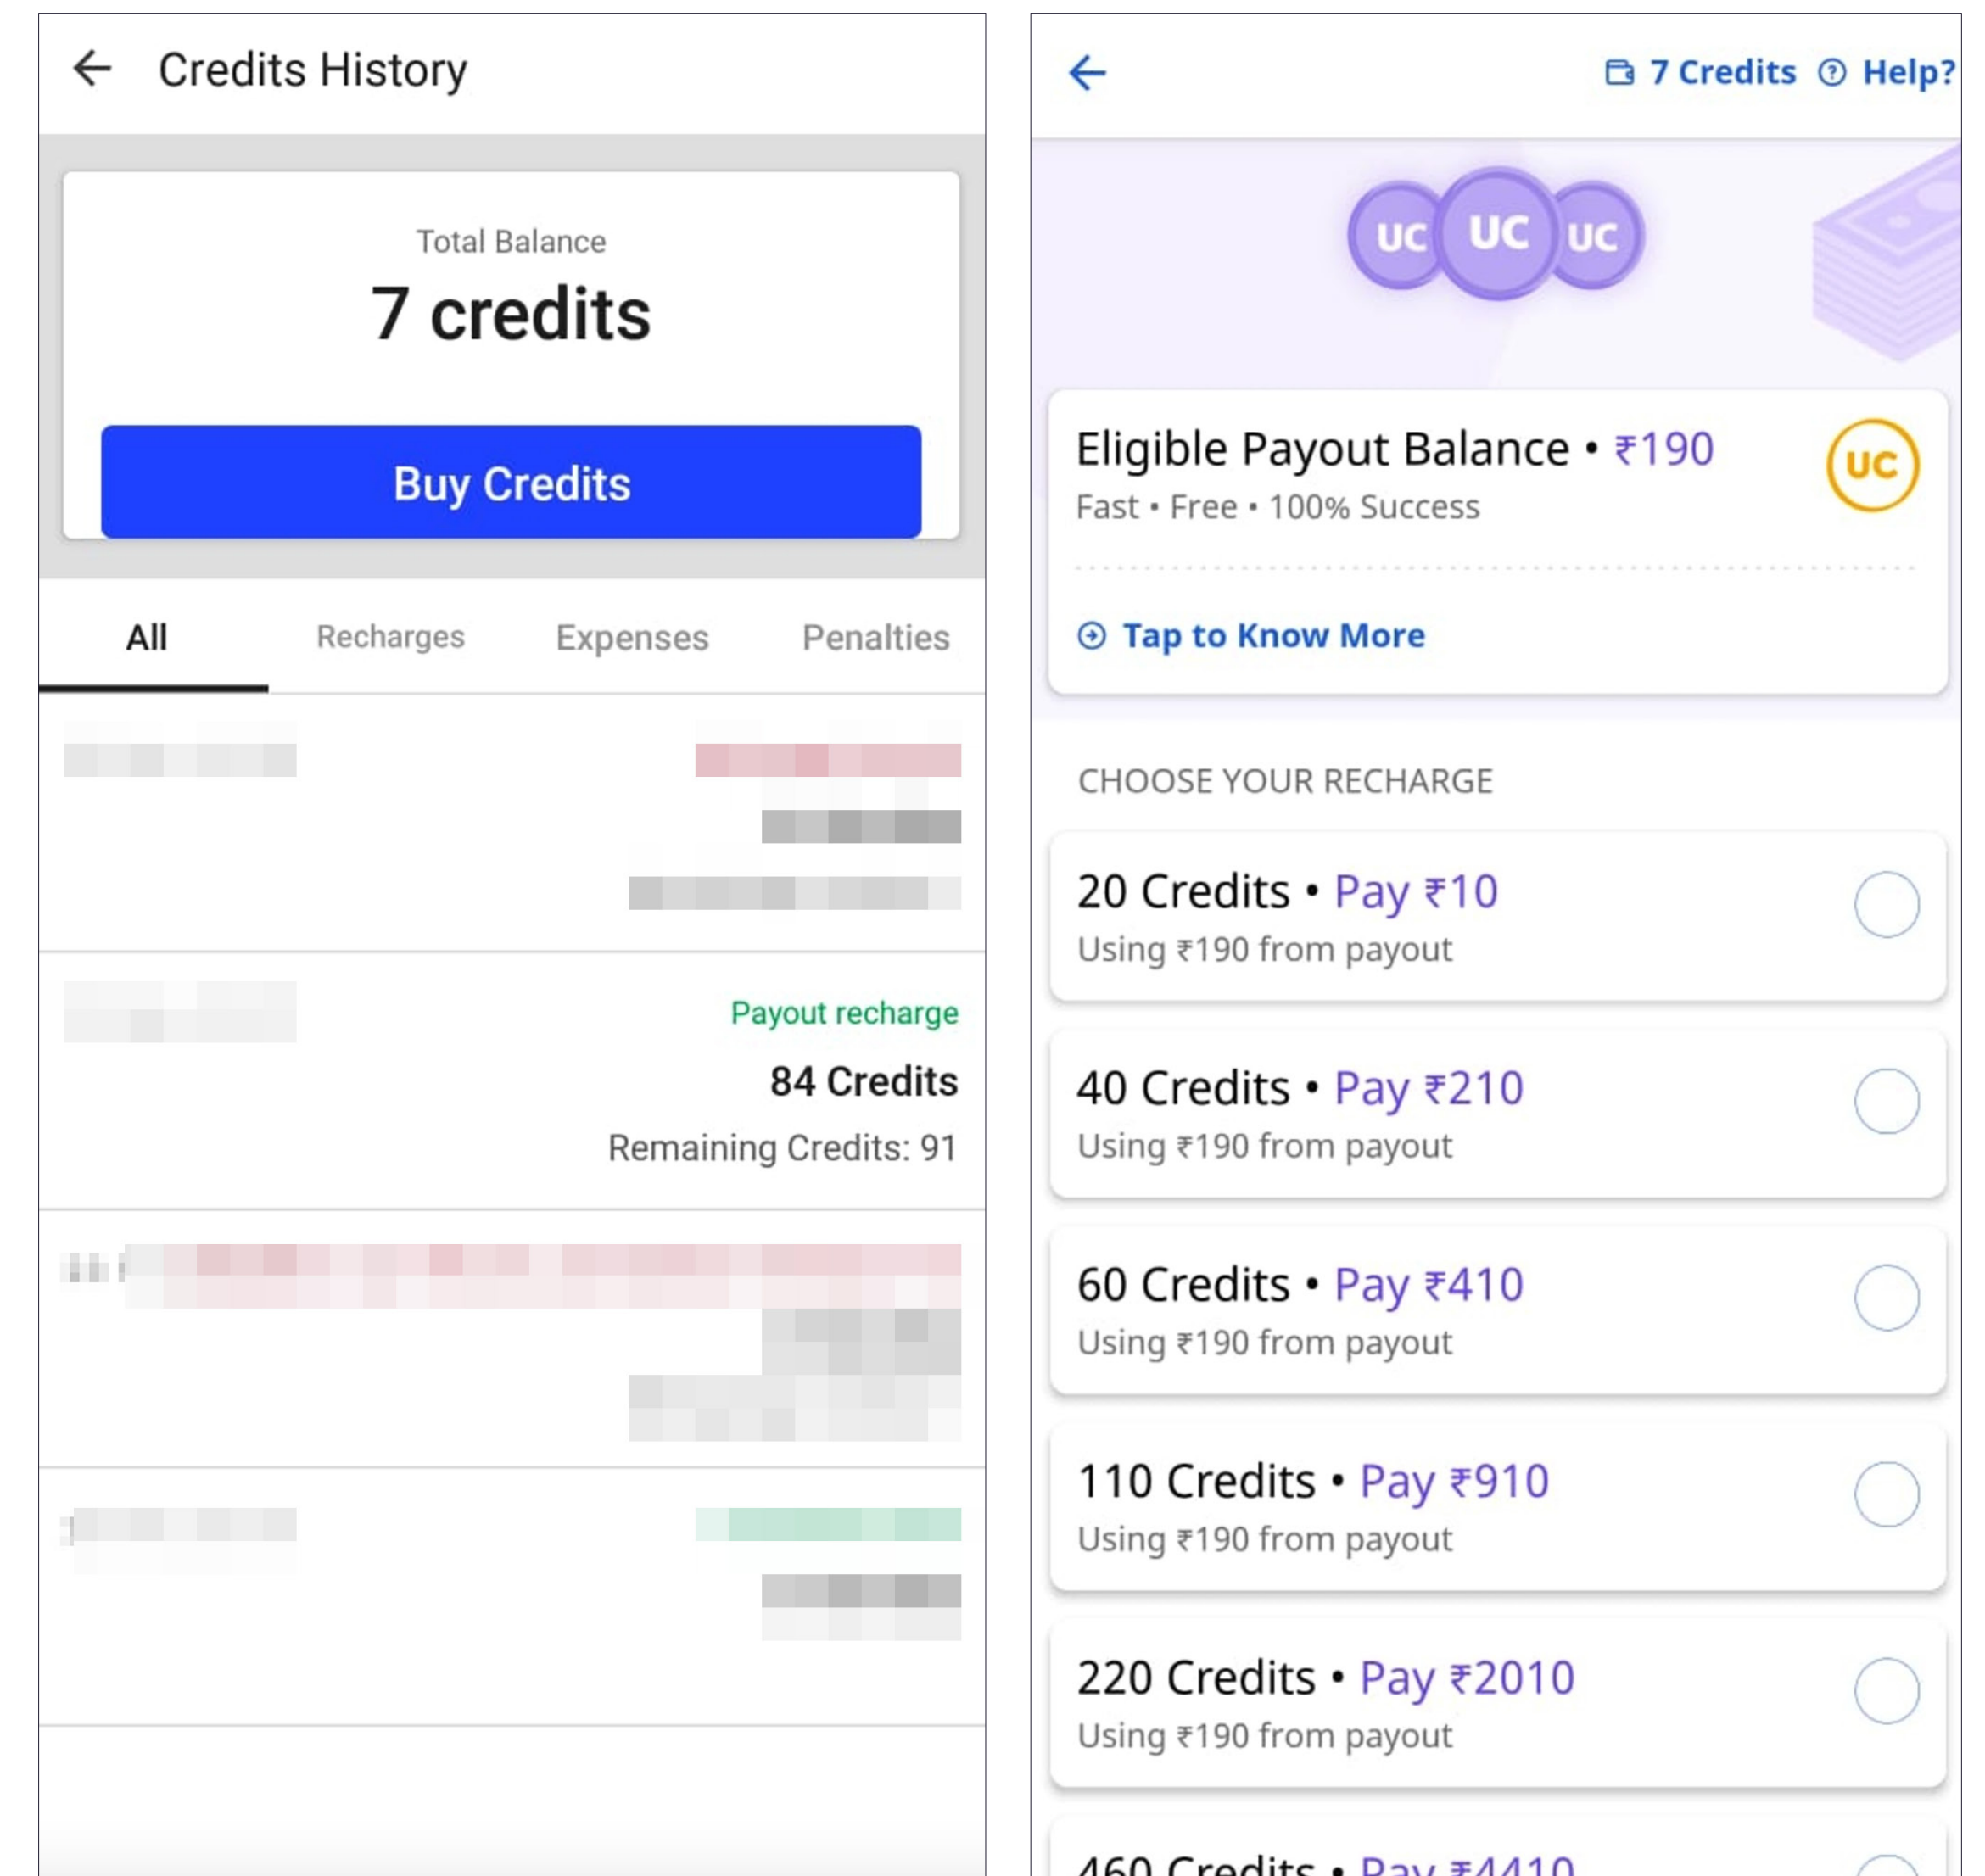 Credits History
Total Balance
7 credits
Buy Credits
All Recharges Expenses Penalties
Payout recharge
84 Credits
Remaining Credits: 91
7 Credits Help?
UC UC UC
Eligible Payout Balance • ₹190
UC
Fast • Free • 100% Success
Tap to Know More
CHOOSE YOUR RECHARGE
20 Credits • Pay ₹10
Using ₹190 from payout
40 Credits • Pay ₹210
Using ₹190 from payout
60 Credits • Pay ₹410
Using ₹190 from payout
110 Credits • Pay ₹910
Using ₹190 from payout
220 Credits • Pay ₹2010
Using ₹190 from payout
460 Credits • Pay ₹4410